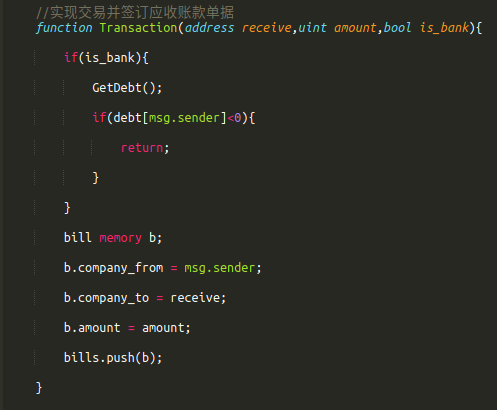 //实现交易并签订应收账款单据
function Transaction(address receive,uint amount,bool is_bank){
if(is_bank){
GetDebt();
if(debt[msg.sender]<0){
return;
}
}
bill memory b;
b.company_from = msg.sender;
b.company_to = receive;
b.amount = amount;
bills.push(b);
}